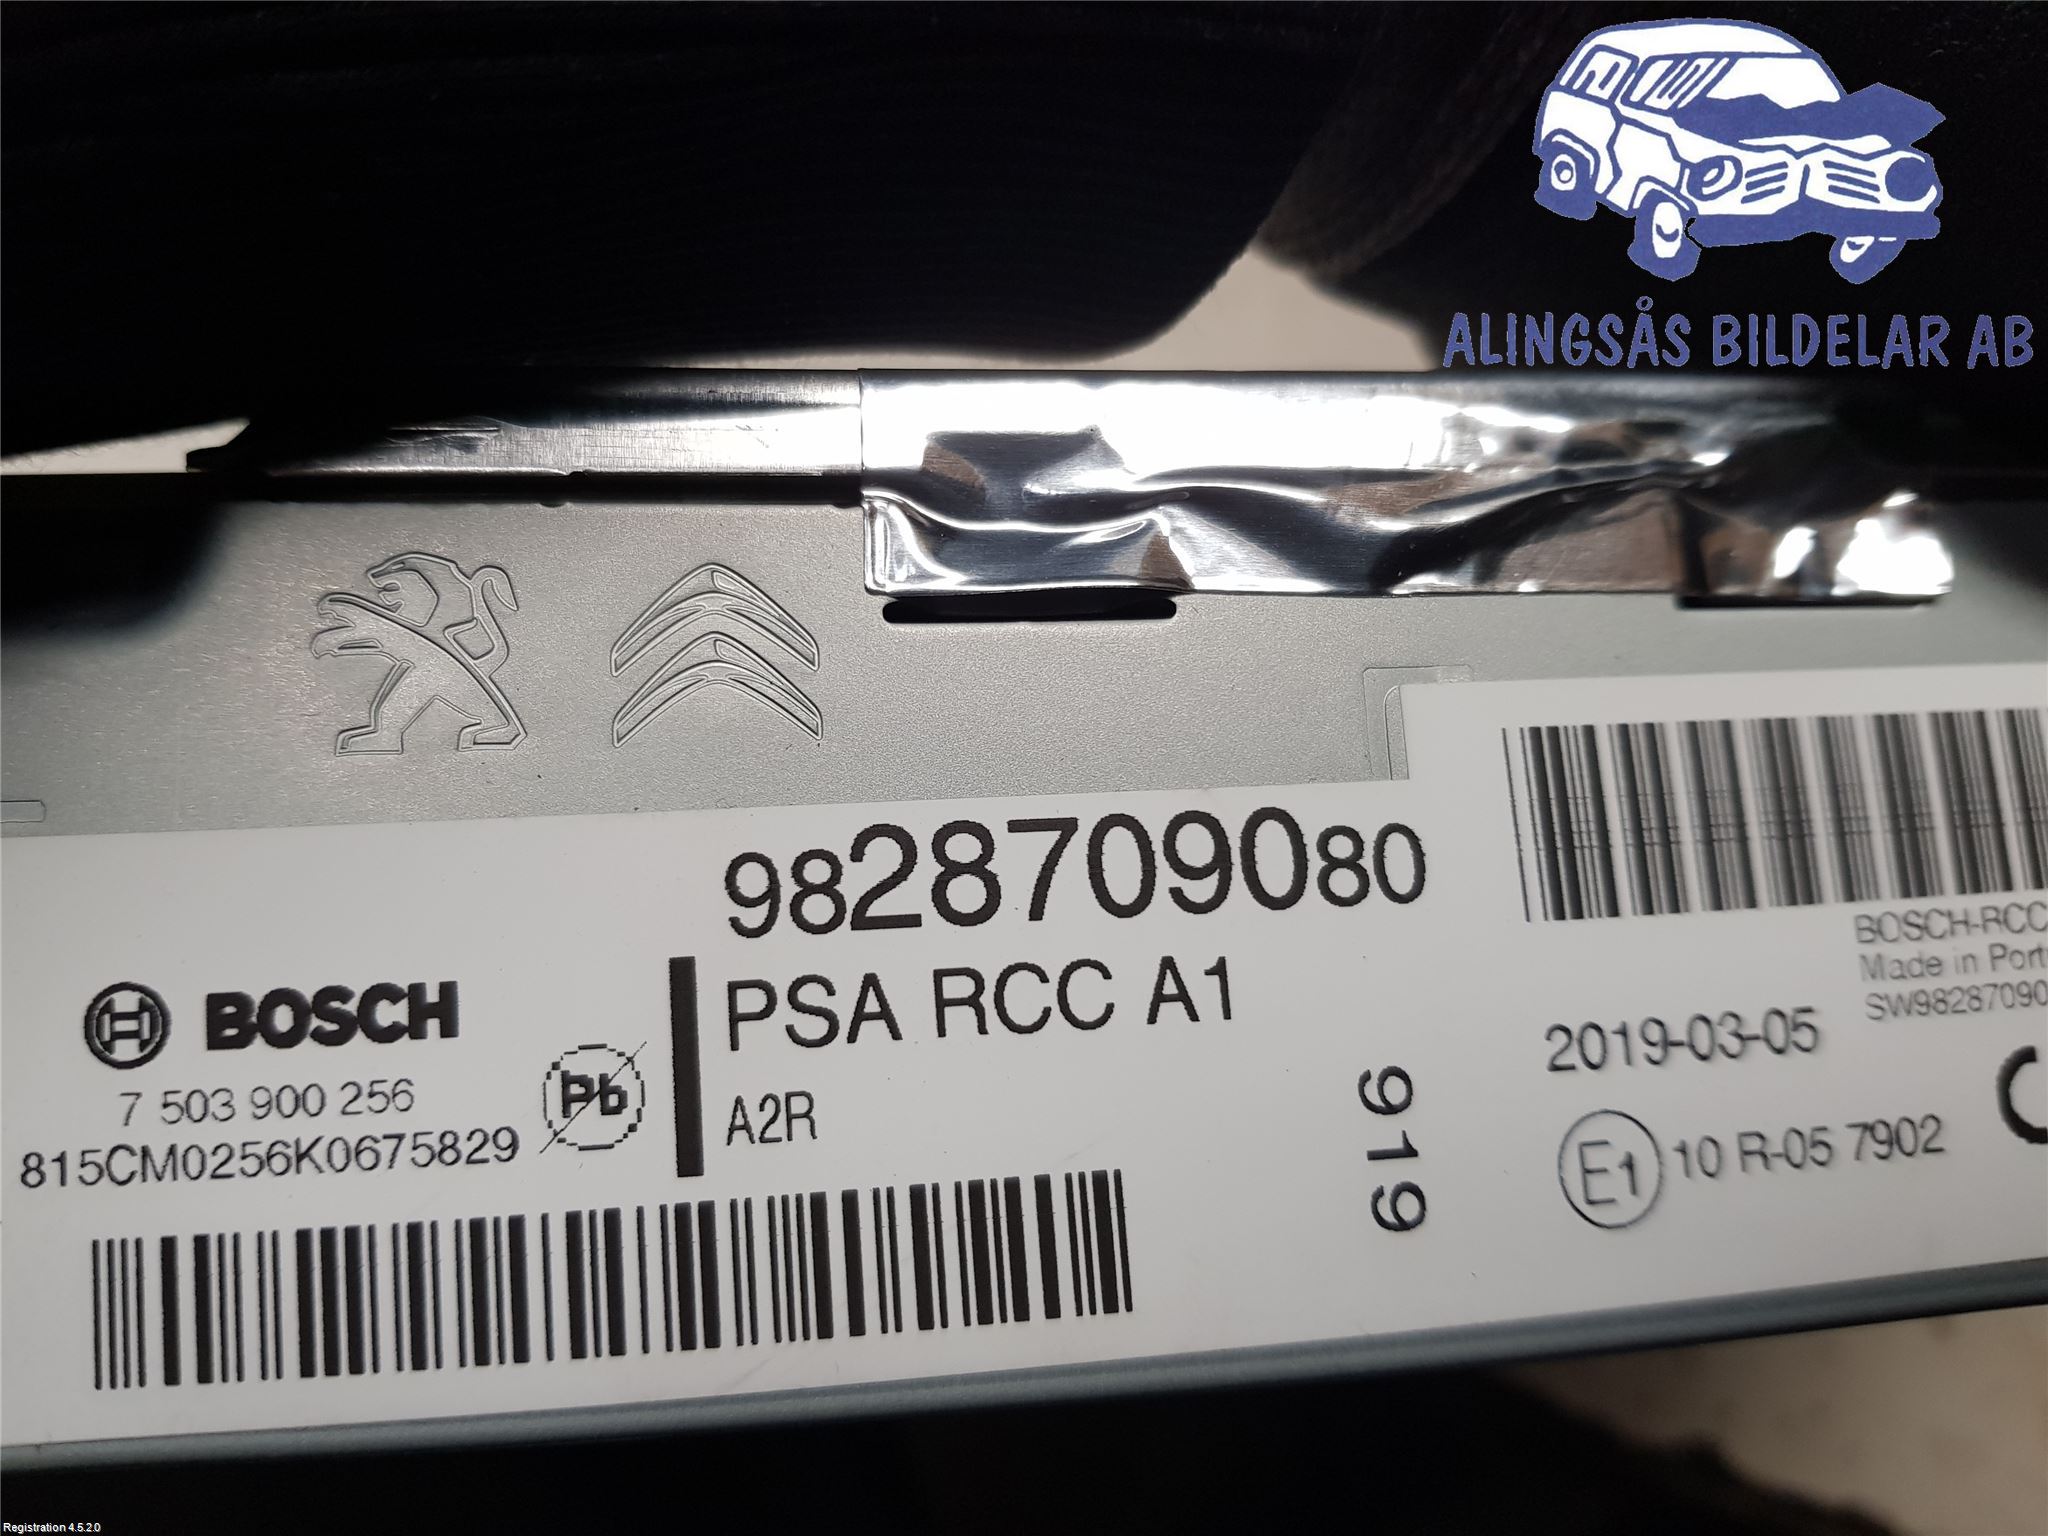 ALINGSÅS BILDELAR AB
9828709080
BOSCH-RCC
Made in
SW98287090
BOSCH
PSA RCC A1
2019-03-05
7 503 900 256
Pb
A2R
919
E1 10 R-05 7902
815CM0256K0675829
Registration 4.5.2.0